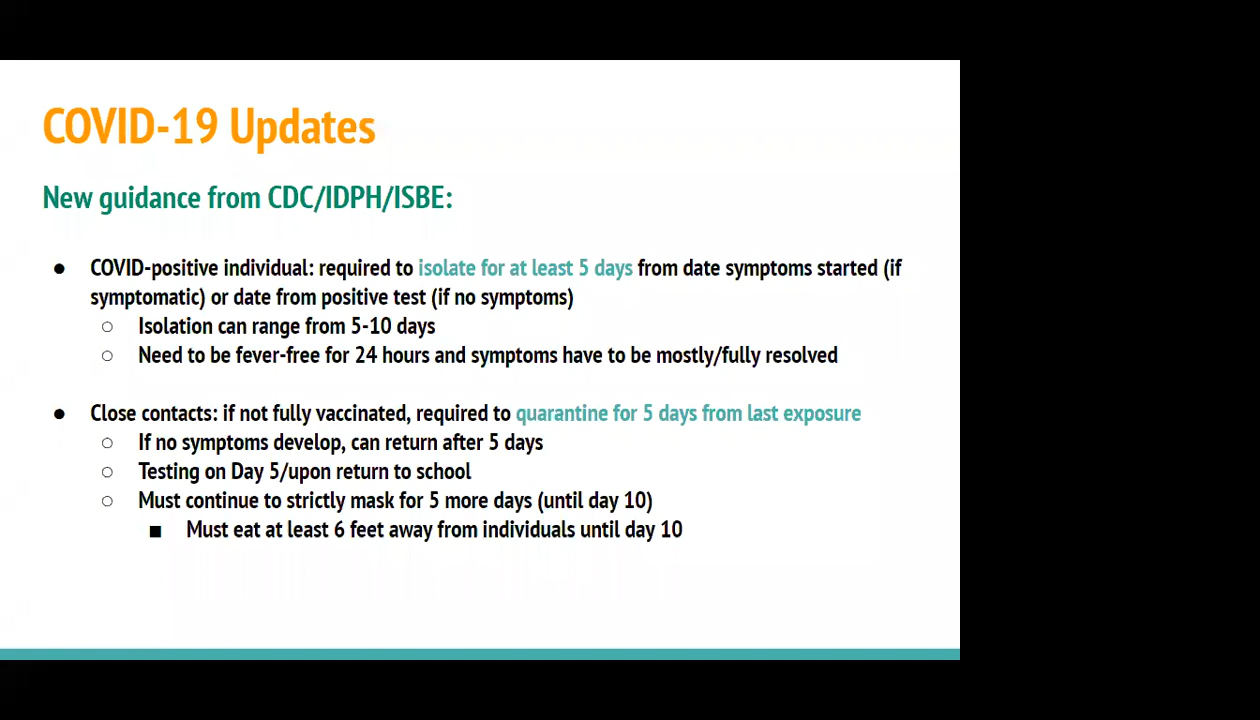 COVID-19 Updates
New guidance from CDC/IDPH/ISBE:
● COVID-positive individual: required to isolate for at least 5 days from date symptoms started (if
symptomatic) or date from positive test (if no symptoms)
○ Isolation can range from 5-10 days
○ Need to be fever-free for 24 hours and symptoms have to be mostly/fully resolved
● Close contacts: if not fully vaccinated, required to quarantine for 5 days from last exposure
○ If no symptoms develop, can return after 5 days
○ Testing on Day 5/upon return to school
○ Must continue to strictly mask for 5 more days (until day 10)
■ Must eat at least 6 feet away from individuals until day 10